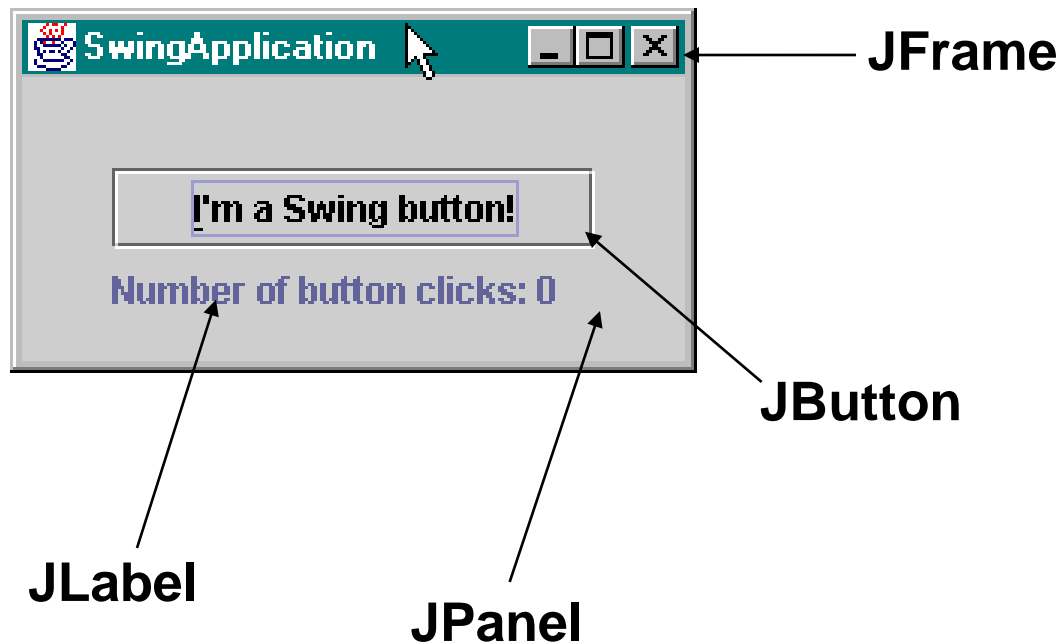 SwingApplication
JFrame
I'm a Swing button!
Number of button clicks: 0
JButton
JLabel
JPanel